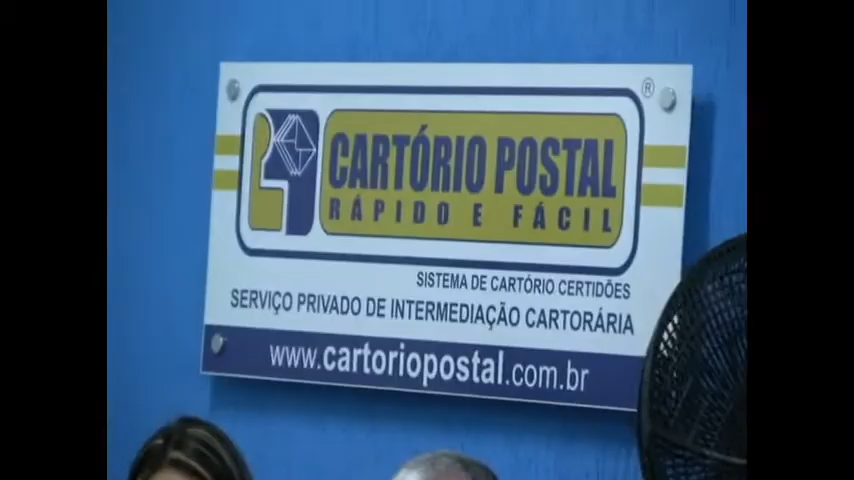 ®
CARTÓRIO POSTAL
RÁPIDO E FÁCIL
SISTEMA DE CARTÓRIO CERTIDÕES
SERVIÇO PRIVADO DE INTERMEDIAÇÃO CARTORÁRIA
www.cartoriopostal.com.br